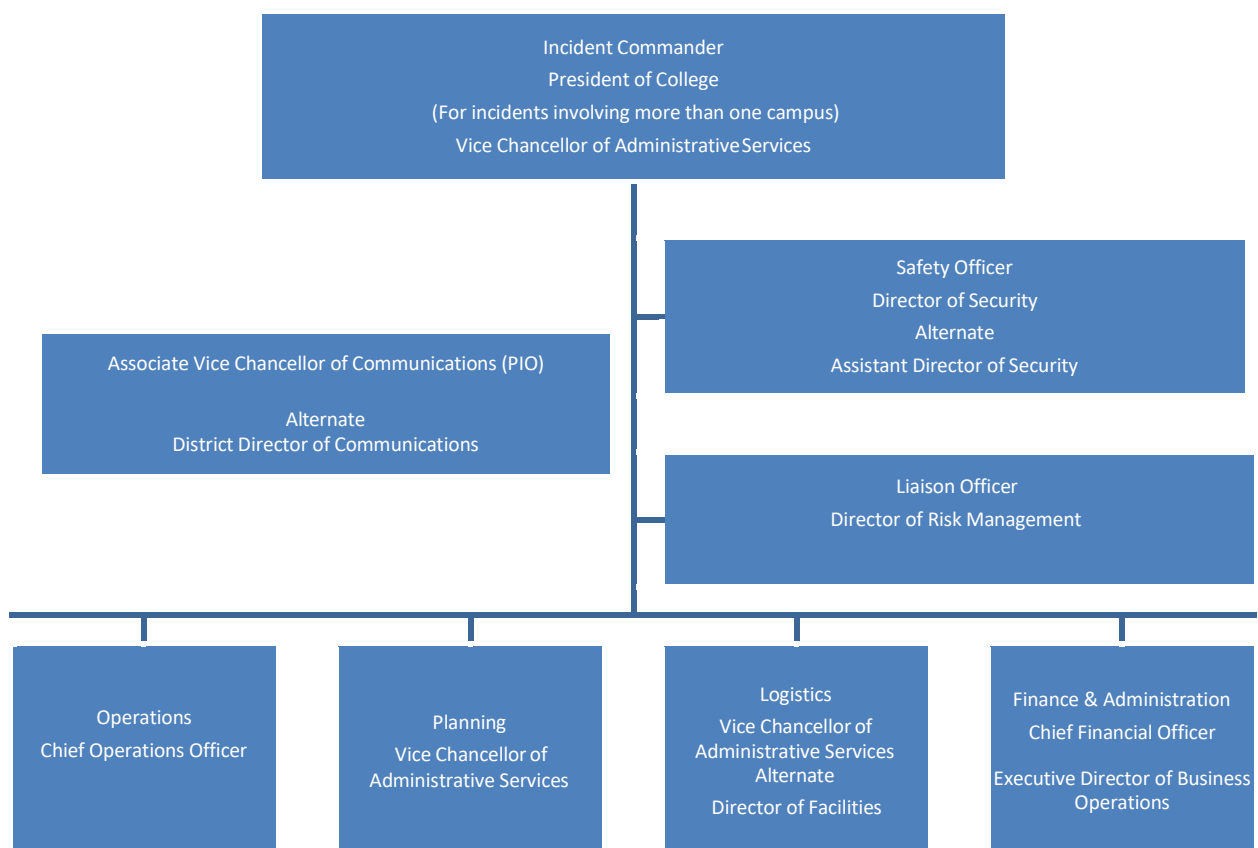 Incident Commander
President of College
(For incidents involving more than one campus)
Vice Chancellor of Administrative Services
Safety Officer
Director of Security
Alternate
Assistant Director of Security
Associate Vice Chancellor of Communications (PIO)
Alternate
District Director of Communications
Liaison Officer
Director of Risk Management
Operations
Chief Operations Officer
Planning
Vice Chancellor of
Administrative Services
Logistics
Vice Chancellor of
Administrative Services
Alternate
Director of Facilities
Finance & Administration
Chief Financial Officer
Executive Director of Business
Operations